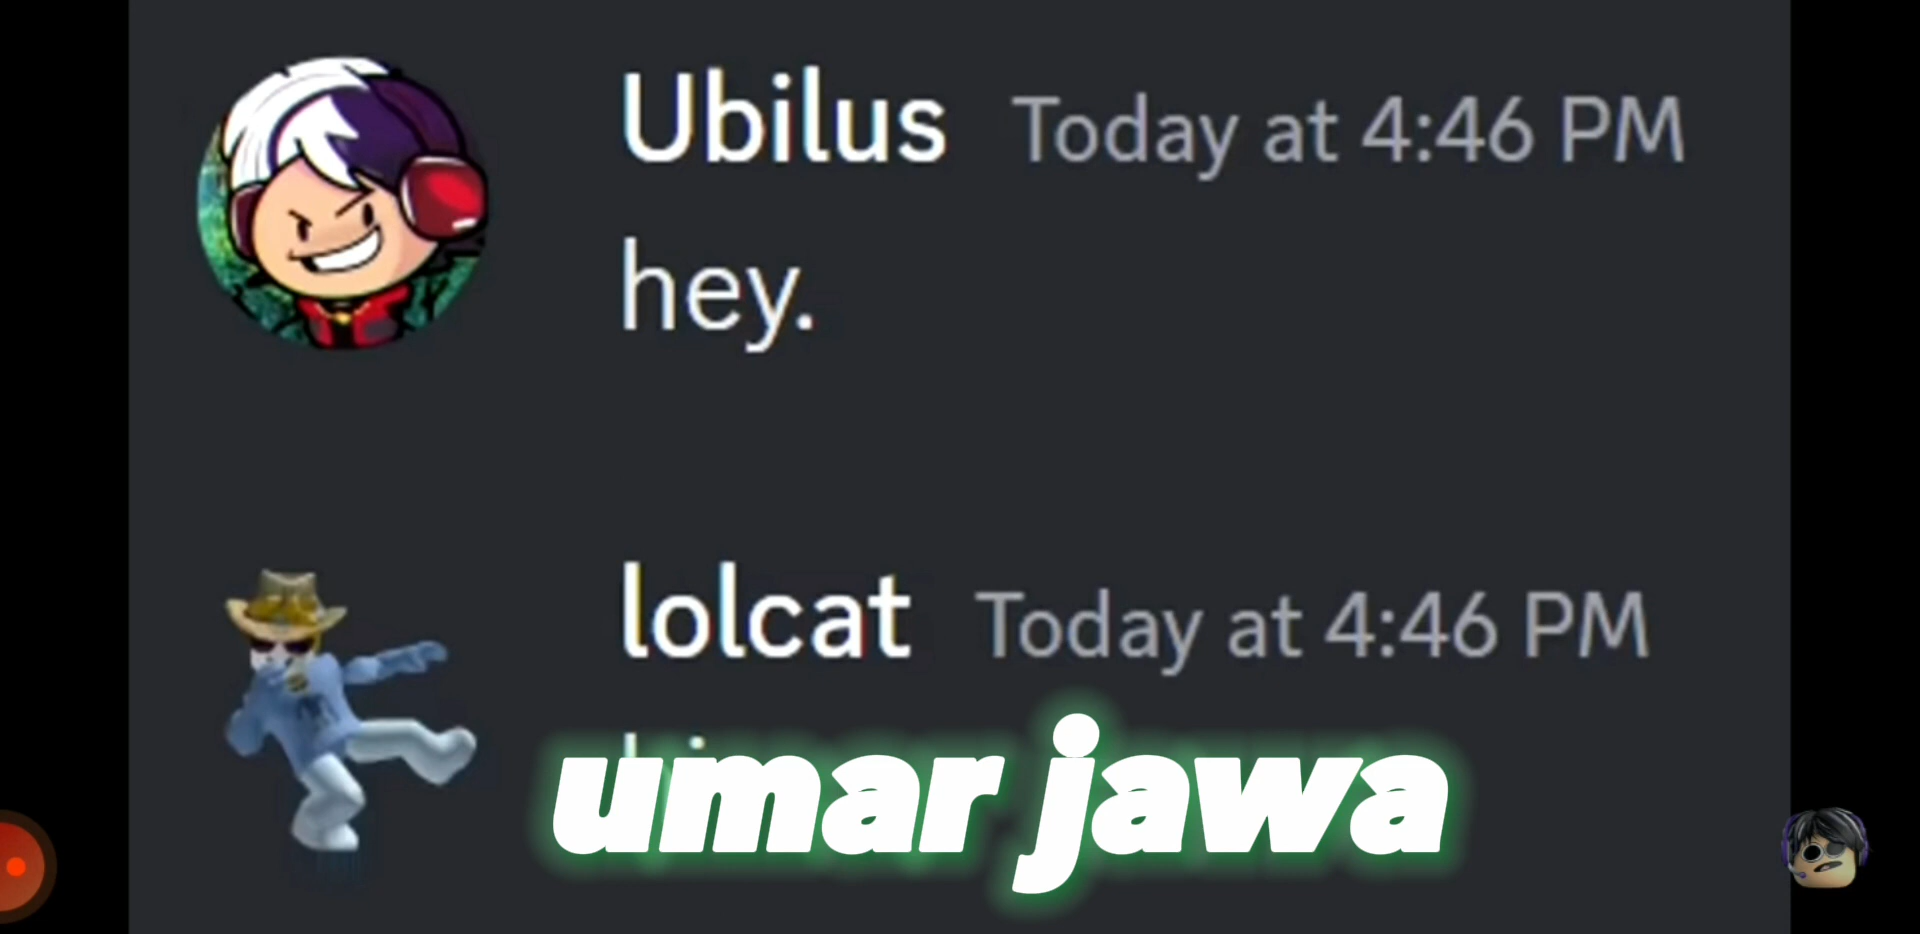 Ubilus Today at 4:46 PM
hey.
lolcat Today at 4:46 PM
umar jawa